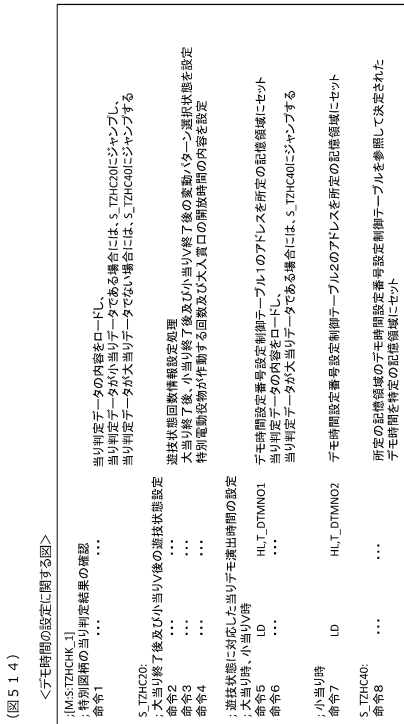 (図514)
<デモ時間の設定に関する図>
;[M:S:TZHCHK_1]
; 特別図柄の当り判定結果の確認
命令1 ••• ••• 当り判定データの内容をロードし、
当り判定データが小当りデータである場合には、S_TZHC20にジャンプし、
当り判定データが大当りデータでない場合には、S_TZHC40にジャンプする
S_TZHC20:
; 大当り終了後及び小当りV後の遊技状態設定
命令2 ••• ••• 遊技状態回数情報設定処理
命令3 ••• ••• 大当り終了後、小当り終了後及び小当りV終了後の変動パターン選択状態を設定
命令4 ••• ••• 特別電動役物が作動する回数及び大入賞口の開放時間の内容を設定
; 遊技状態に対応した当りデモ演出時間の設定
; 大当り時、小当りV時
命令5 LD HL,T_DTMNO1 デモ時間設定番号設定制御テーブル1のアドレスを所定の記憶領域にセット
命令6 ••• ••• 当り判定データの内容をロードし、
当り判定データが大当りデータである場合には、S_TZHC40にジャンプする
; 小当り時
命令7 LD HL,T_DTMNO2 デモ時間設定番号設定制御テーブル2のアドレスを所定の記憶領域にセット
S_TZHC40:
命令8 ••• ••• 所定の記憶領域のデモ時間設定番号設定制御テーブルを参照して決定された
デモ時間を特定の記憶領域にセット